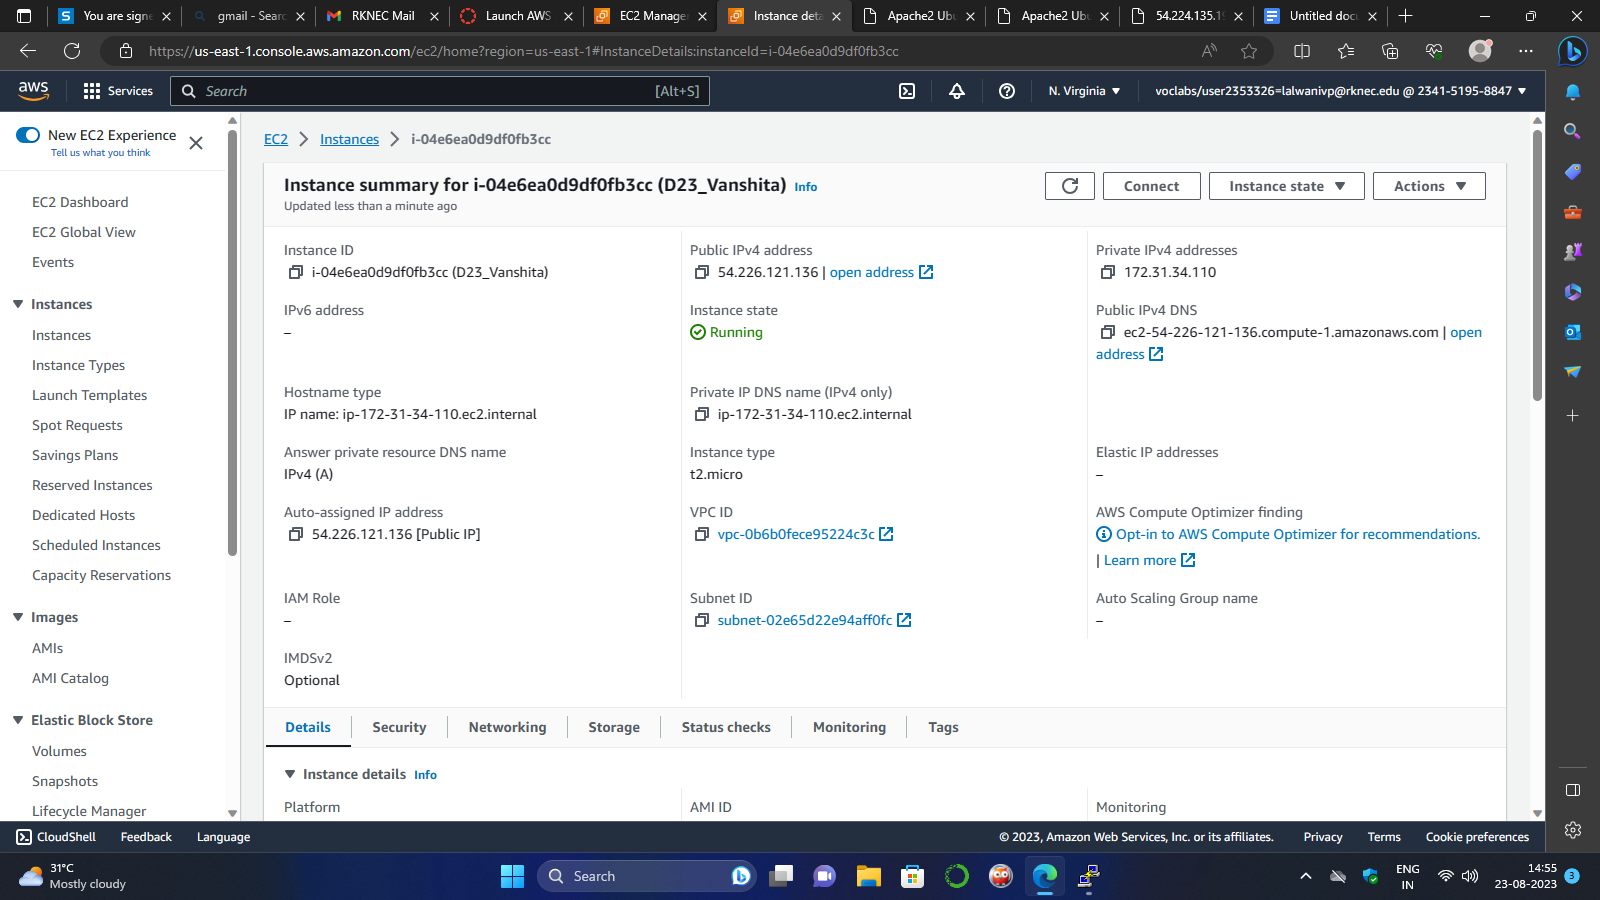 You are sign
gmail - Searc
RKNEC Mail
Launch AWS
EC2 Manage
Instance deta
Apache2 Ubu
Apache2 Ubu
54.224.135.19
Untitled docu
https://us-east-1.console.aws.amazon.com/ec2/home?region=us-east-1#InstanceDetails:instanceId=i-04e6ea0d9df0fb3cc
aws
Services
Search
[Alt+S]
N. Virginia
voclabs/user2353326=lalwanivp@rknec.edu @ 2341-5195-8847
New EC2 Experience
Tell us what you think
EC2 Dashboard
EC2 Global View
Events
Instances
Instances
Instance Types
Launch Templates
Spot Requests
Savings Plans
Reserved Instances
Dedicated Hosts
Scheduled Instances
Capacity Reservations
Images
AMIs
AMI Catalog
Elastic Block Store
Volumes
Snapshots
Lifecycle Manager
EC2
Instances
i-04e6ea0d9df0fb3cc
Instance summary for i-04e6ea0d9df0fb3cc (D23_Vanshita) Info
Updated less than a minute ago
Connect
Instance state
Actions
Instance ID
i-04e6ea0d9df0fb3cc (D23_Vanshita)
Public IPv4 address
54.226.121.136 | open address
Private IPv4 addresses
172.31.34.110
IPv6 address
–
Instance state
Running
Public IPv4 DNS
ec2-54-226-121-136.compute-1.amazonaws.com | open
address
Hostname type
IP name: ip-172-31-34-110.ec2.internal
Private IP DNS name (IPv4 only)
ip-172-31-34-110.ec2.internal
Answer private resource DNS name
IPv4 (A)
Instance type
t2.micro
Elastic IP addresses
–
Auto-assigned IP address
54.226.121.136 [Public IP]
VPC ID
vpc-0b6b0fece95224c3c
AWS Compute Optimizer finding
Opt-in to AWS Compute Optimizer for recommendations.
| Learn more
IAM Role
–
Subnet ID
subnet-02e65d22e94aff0fc
Auto Scaling Group name
–
IMDSv2
Optional
Details
Security
Networking
Storage
Status checks
Monitoring
Tags
Instance details Info
Platform
AMI ID
Monitoring
CloudShell
Feedback
Language
© 2023, Amazon Web Services, Inc. or its affiliates.
Privacy
Terms
Cookie preferences
31°C
Mostly cloudy
Search
ENG
IN
14:55
23-08-2023
3